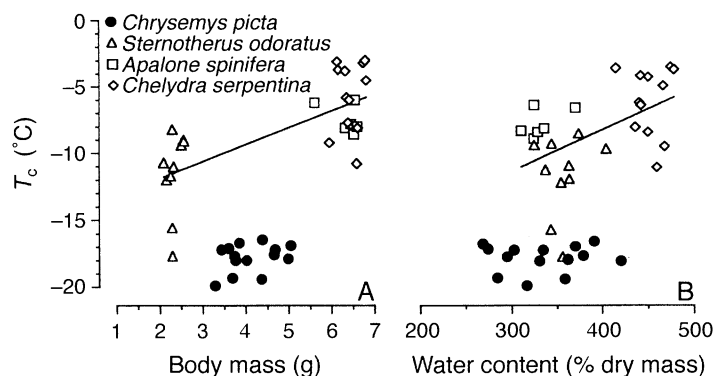 0
−5
−10
−15
−20
Tc (°C)
Chrysemys picta
Sternotherus odoratus
Apalone spinifera
Chelydra serpentina
A
1 2 3 4 5 6 7
Body mass (g)
B
200 300 400 500
Water content (% dry mass)